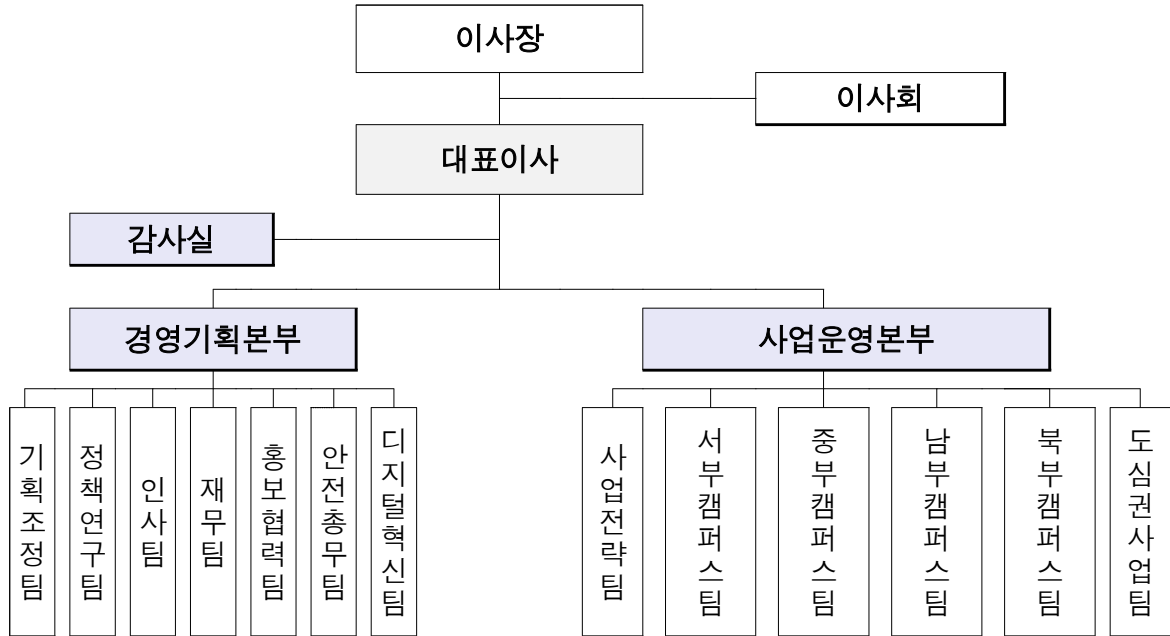 이사장
이사회
대표이사
감사실
경영기획본부
사업운영본부
기획조정팀
정책연구팀
인사팀
재무팀
홍보협력팀
안전총무팀
디지털혁신팀
사업전략팀
서부캠퍼스팀
중부캠퍼스팀
남부캠퍼스팀
북부캠퍼스팀
도심권사업팀